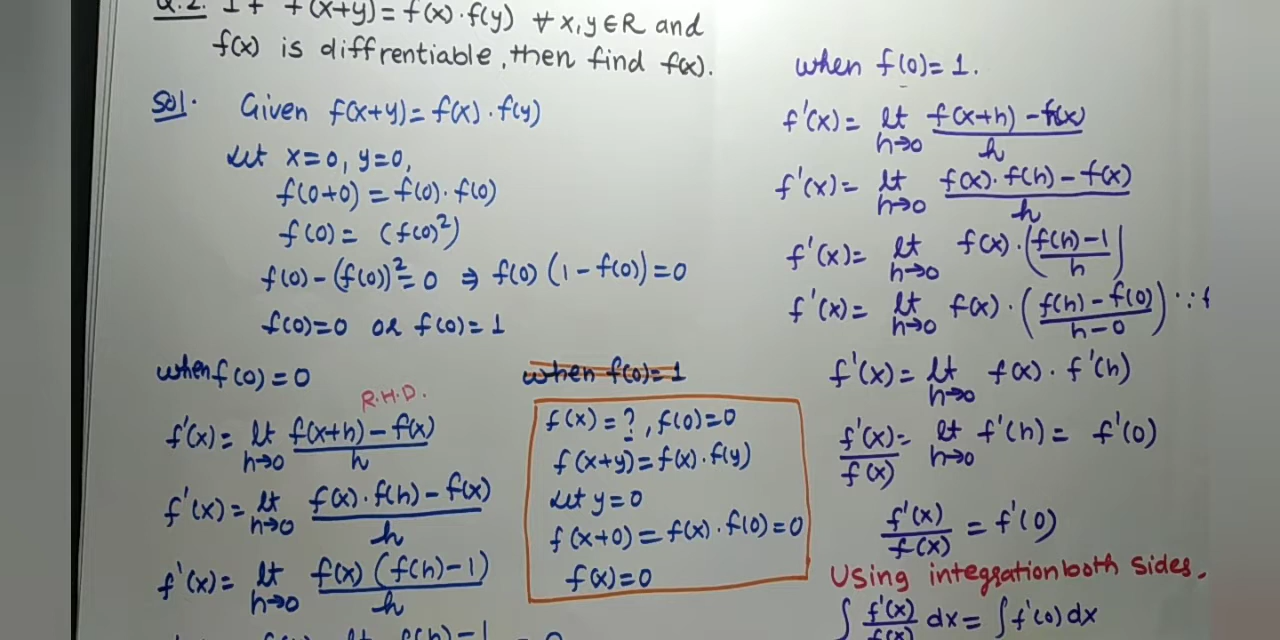 Q.2. If f(x+y) = f(x)·f(y) ∀ x,y ∈ R and
f(x) is diffrentiable, then find f(x).
Sol. Given f(x+y) = f(x)·f(y)
Let x=0, y=0,
f(0+0) = f(0)·f(0)
f(0) = (f(0)²)
f(0) - (f(0))² = 0 ⇒ f(0) (1 - f(0)) = 0
f(0)=0 or f(0)=1
when f(0)=0
R.H.D.
f'(x) = lt h→0 f(x+h) - f(x) / h
f'(x) = lt h→0 f(x)·f(h) - f(x) / h
f'(x) = lt h→0 f(x) (f(h)-1) / h
when f(0)=1
f(x) = ?, f(0)=0
f(x+y) = f(x)·f(y)
Let y=0
f(x+0) = f(x)·f(0) = 0
f(x) = 0
when f(0)=1.
f'(x) = lt h→0 f(x+h) - f(x) / h
f'(x) = lt h→0 f(x)·f(h) - f(x) / h
f'(x) = lt h→0 f(x)·(f(h)-1 / h)
f'(x) = lt h→0 f(x)·(f(h) - f(0) / h-0) ∵ f
f'(x) = lt h→0 f(x)·f'(h)
f'(x) / f(x) = lt h→0 f'(h) = f'(0)
f'(x) / f(x) = f'(0)
Using integration both sides.
∫ f'(x) / f(x) dx = ∫ f'(0) dx